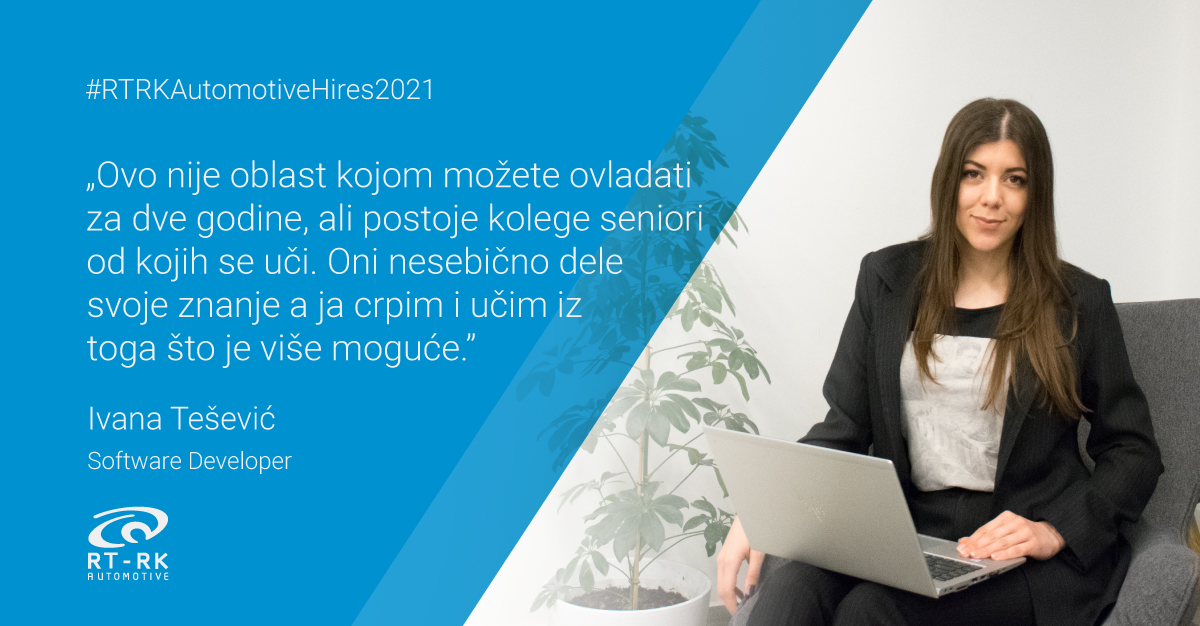 #RTRKAutomotiveHires2021
„Ovo nije oblast kojom možete ovladati
za dve godine, ali postoje kolege seniori
od kojih se uči. Oni nesebično dele
svoje znanje a ja crpim i učim iz
toga što je više moguće.”
Ivana Tešević
Software Developer
RT-RK
AUTOMOTIVE